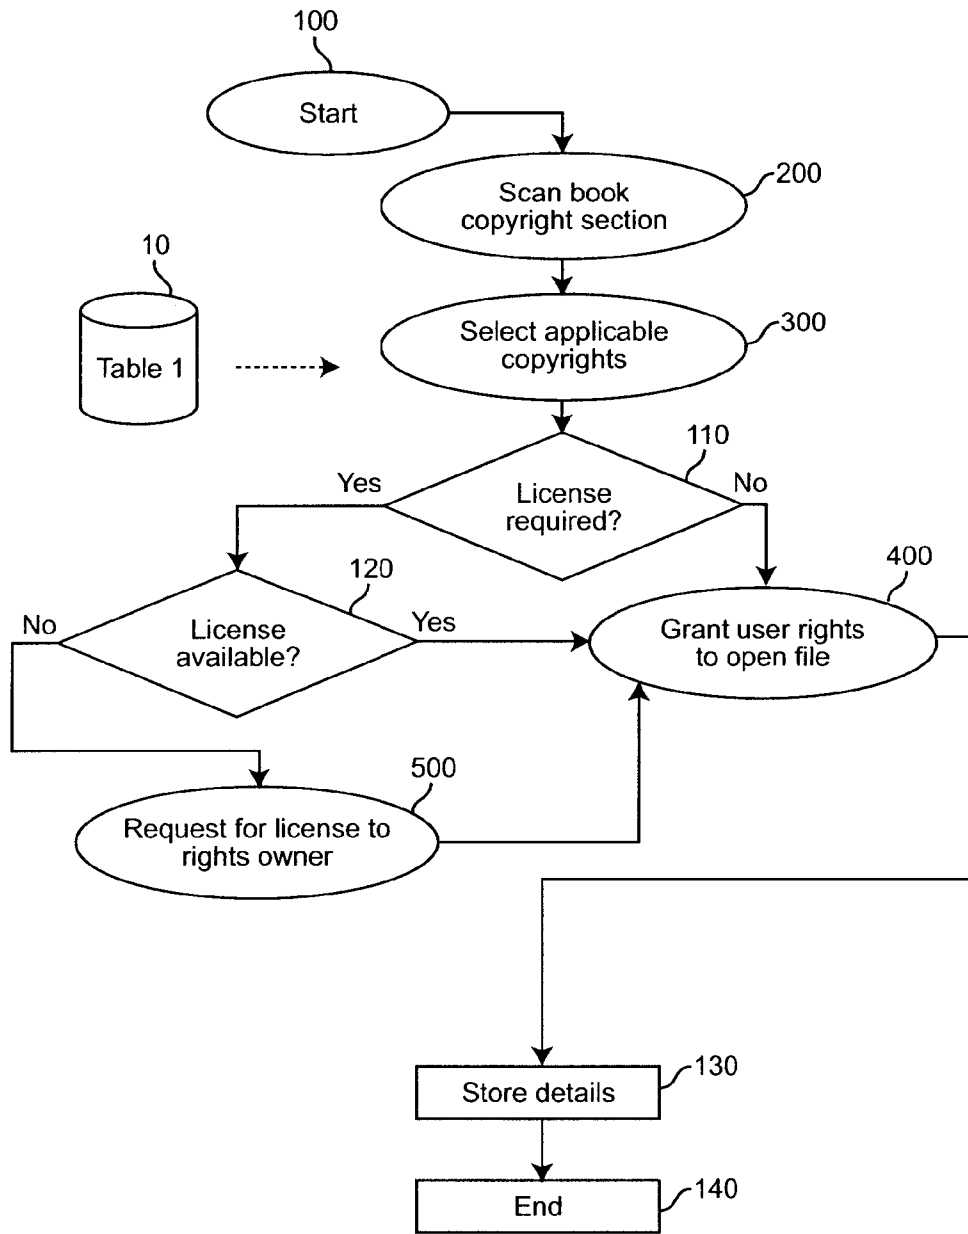 100
Start
200
Scan book
copyright section
10
Table 1
300
Select applicable
copyrights
110
Yes
No
License
required?
120
400
No
Yes
License
available?
Grant user rights
to open file
500
Request for license to
rights owner
130
Store details
140
End